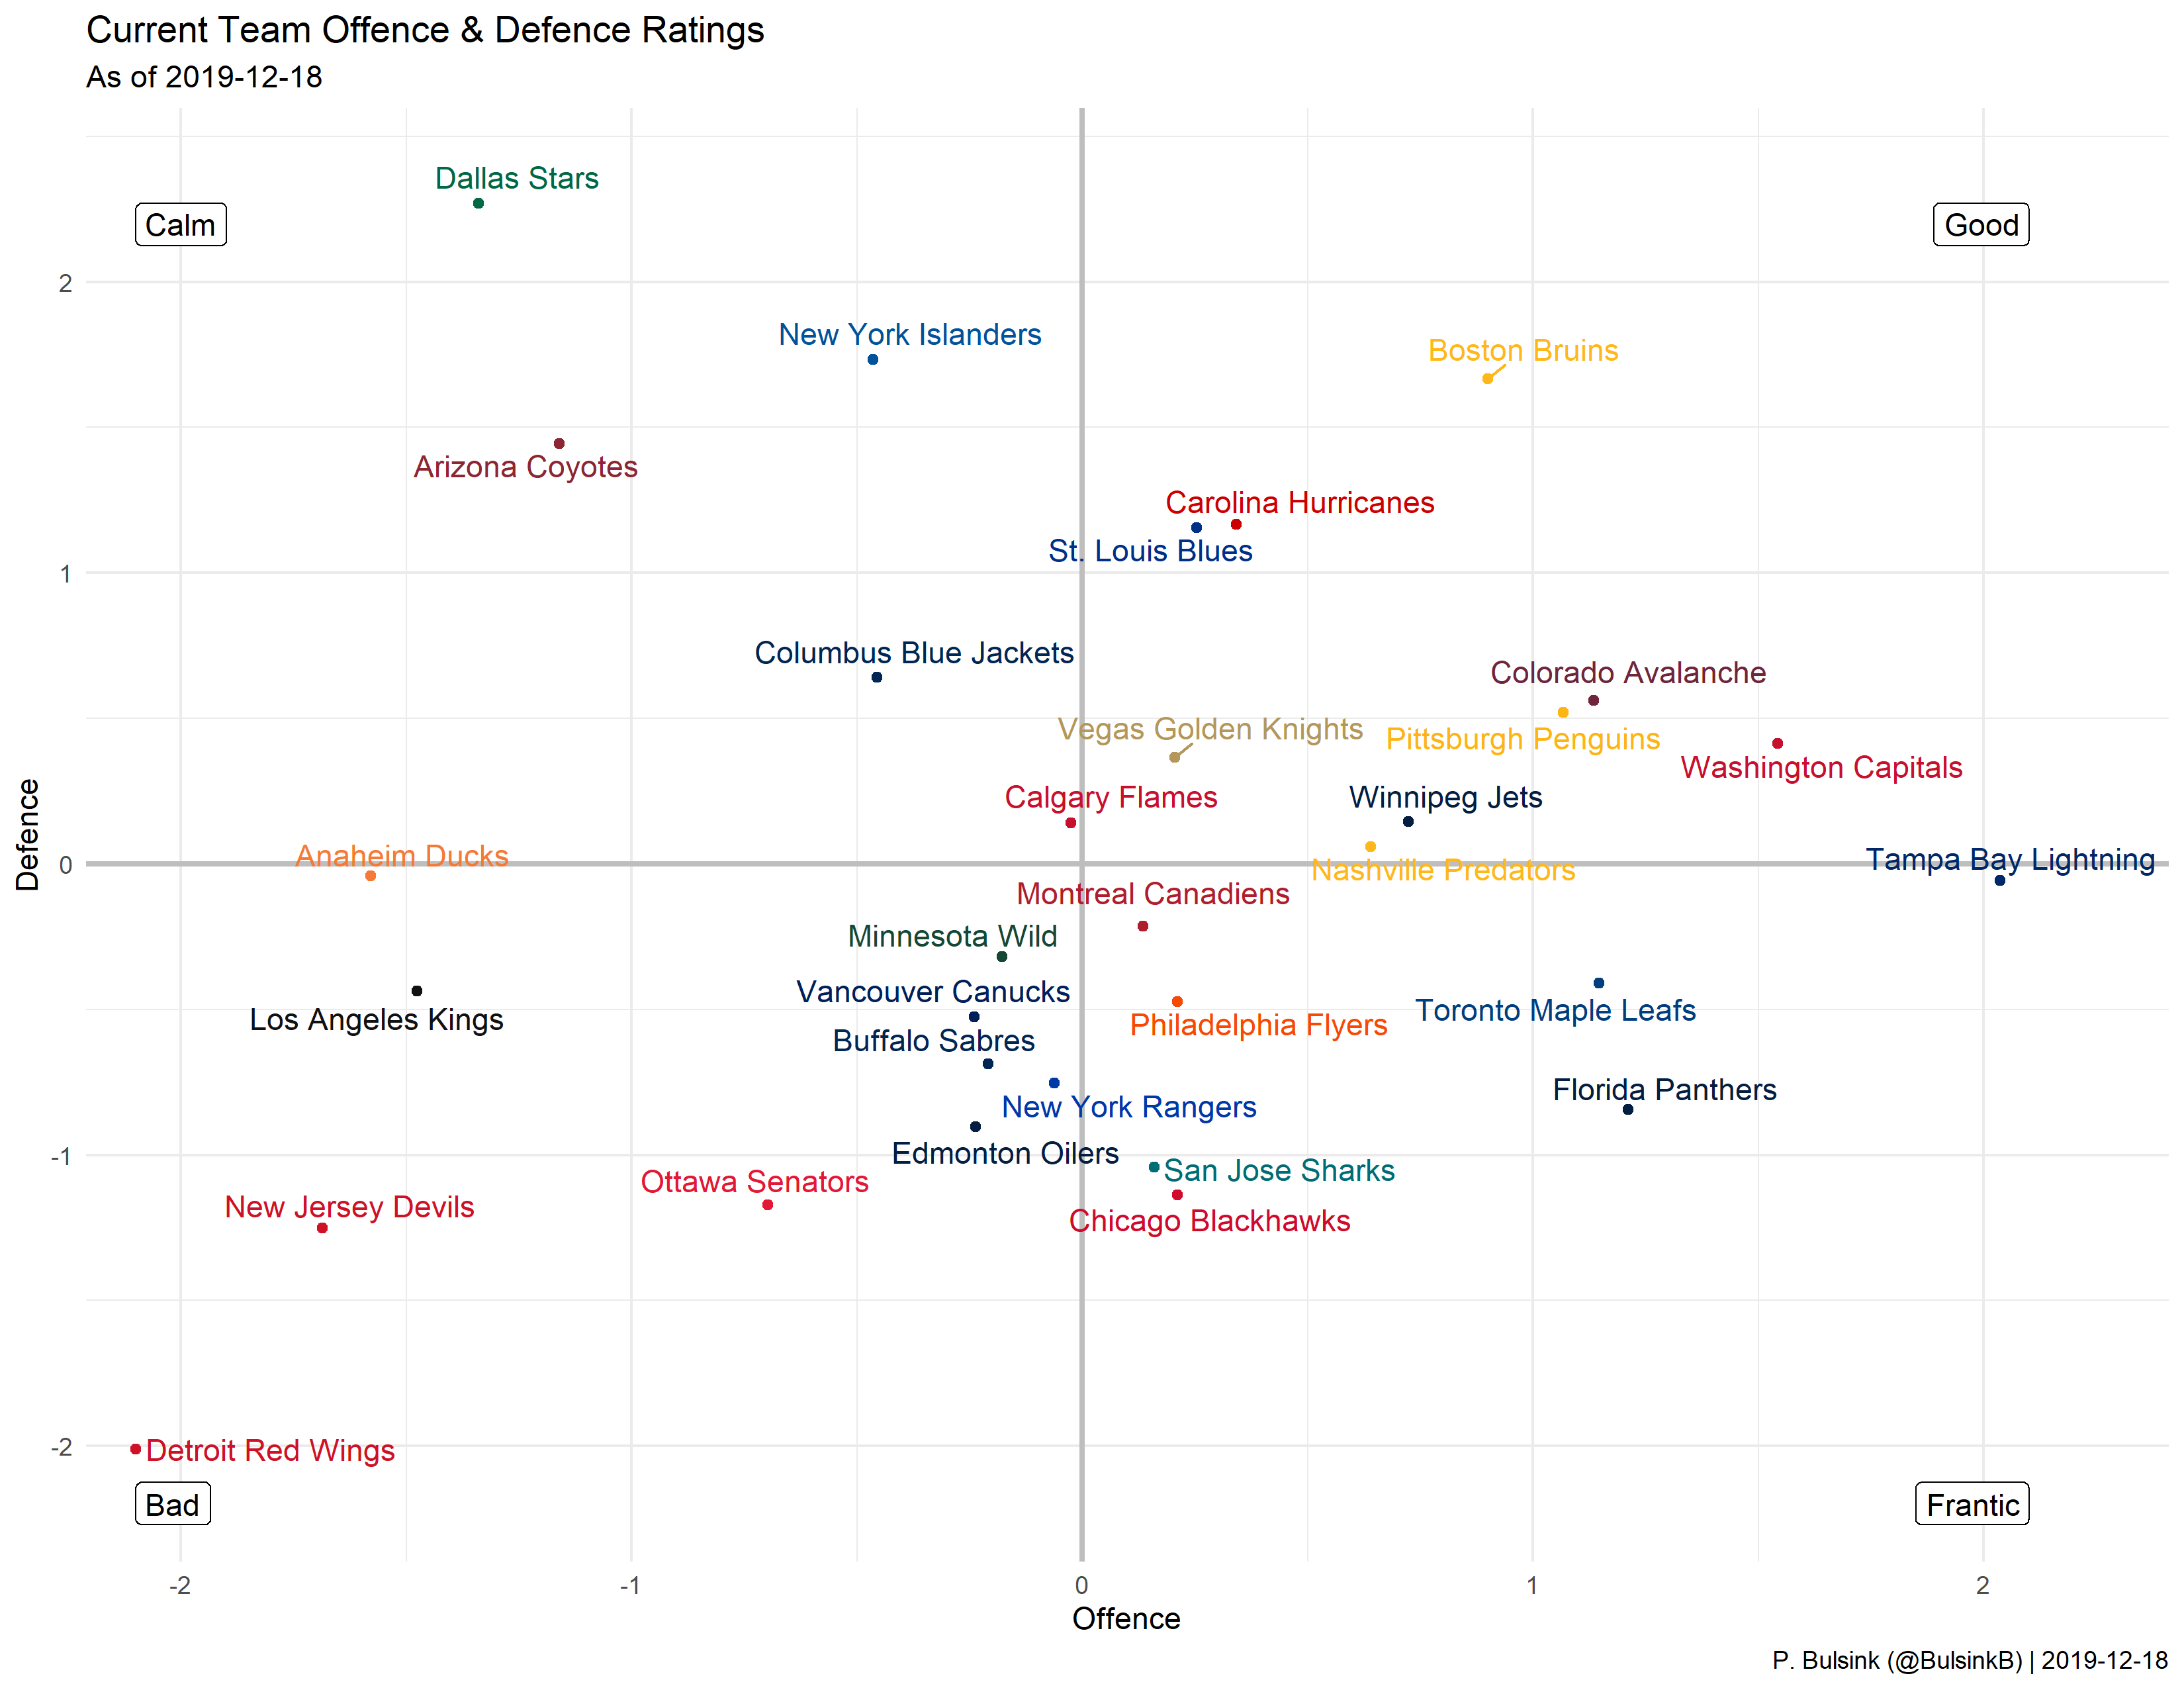 Current Team Offence & Defence Ratings
As of 2019-12-18
Dallas Stars
Calm
Good
2
New York Islanders
Boston Bruins
Arizona Coyotes
Carolina Hurricanes
St. Louis Blues
1
Columbus Blue Jackets
Colorado Avalanche
Vegas Golden Knights
Pittsburgh Penguins
Washington Capitals
Calgary Flames
Winnipeg Jets
Defence
Anaheim Ducks
0
Tampa Bay Lightning
Nashville Predators
Montreal Canadiens
Minnesota Wild
Vancouver Canucks
Los Angeles Kings
Toronto Maple Leafs
Philadelphia Flyers
Buffalo Sabres
Florida Panthers
New York Rangers
Edmonton Oilers
-1
San Jose Sharks
Ottawa Senators
New Jersey Devils
Chicago Blackhawks
-2
Detroit Red Wings
Bad
Frantic
-2
-1
0
1
2
Offence
P. Bulsink (@BulsinkB) | 2019-12-18